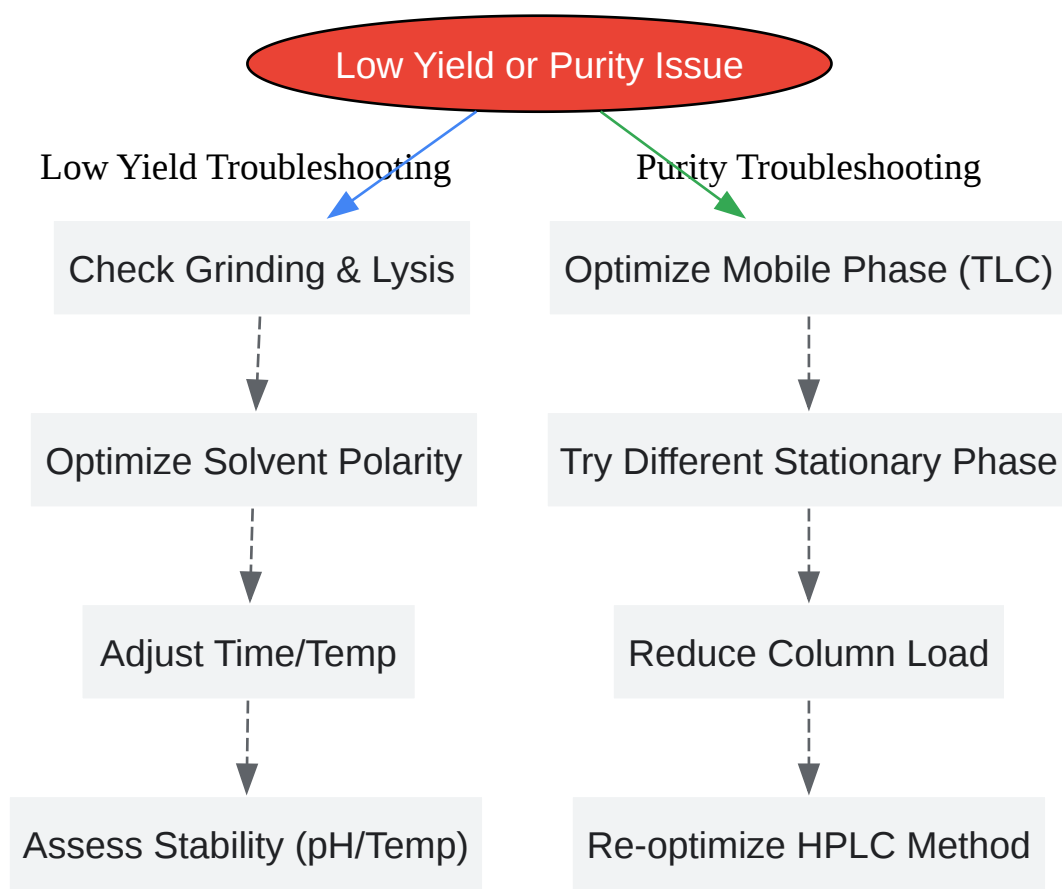 Low Yield or Purity Issue
Low Yield Troubleshooting
Purity Troubleshooting
Check Grinding & Lysis
Optimize Mobile Phase (TLC)
Optimize Solvent Polarity
Try Different Stationary Phase
Adjust Time/Temp
Reduce Column Load
Assess Stability (pH/Temp)
Re-optimize HPLC Method